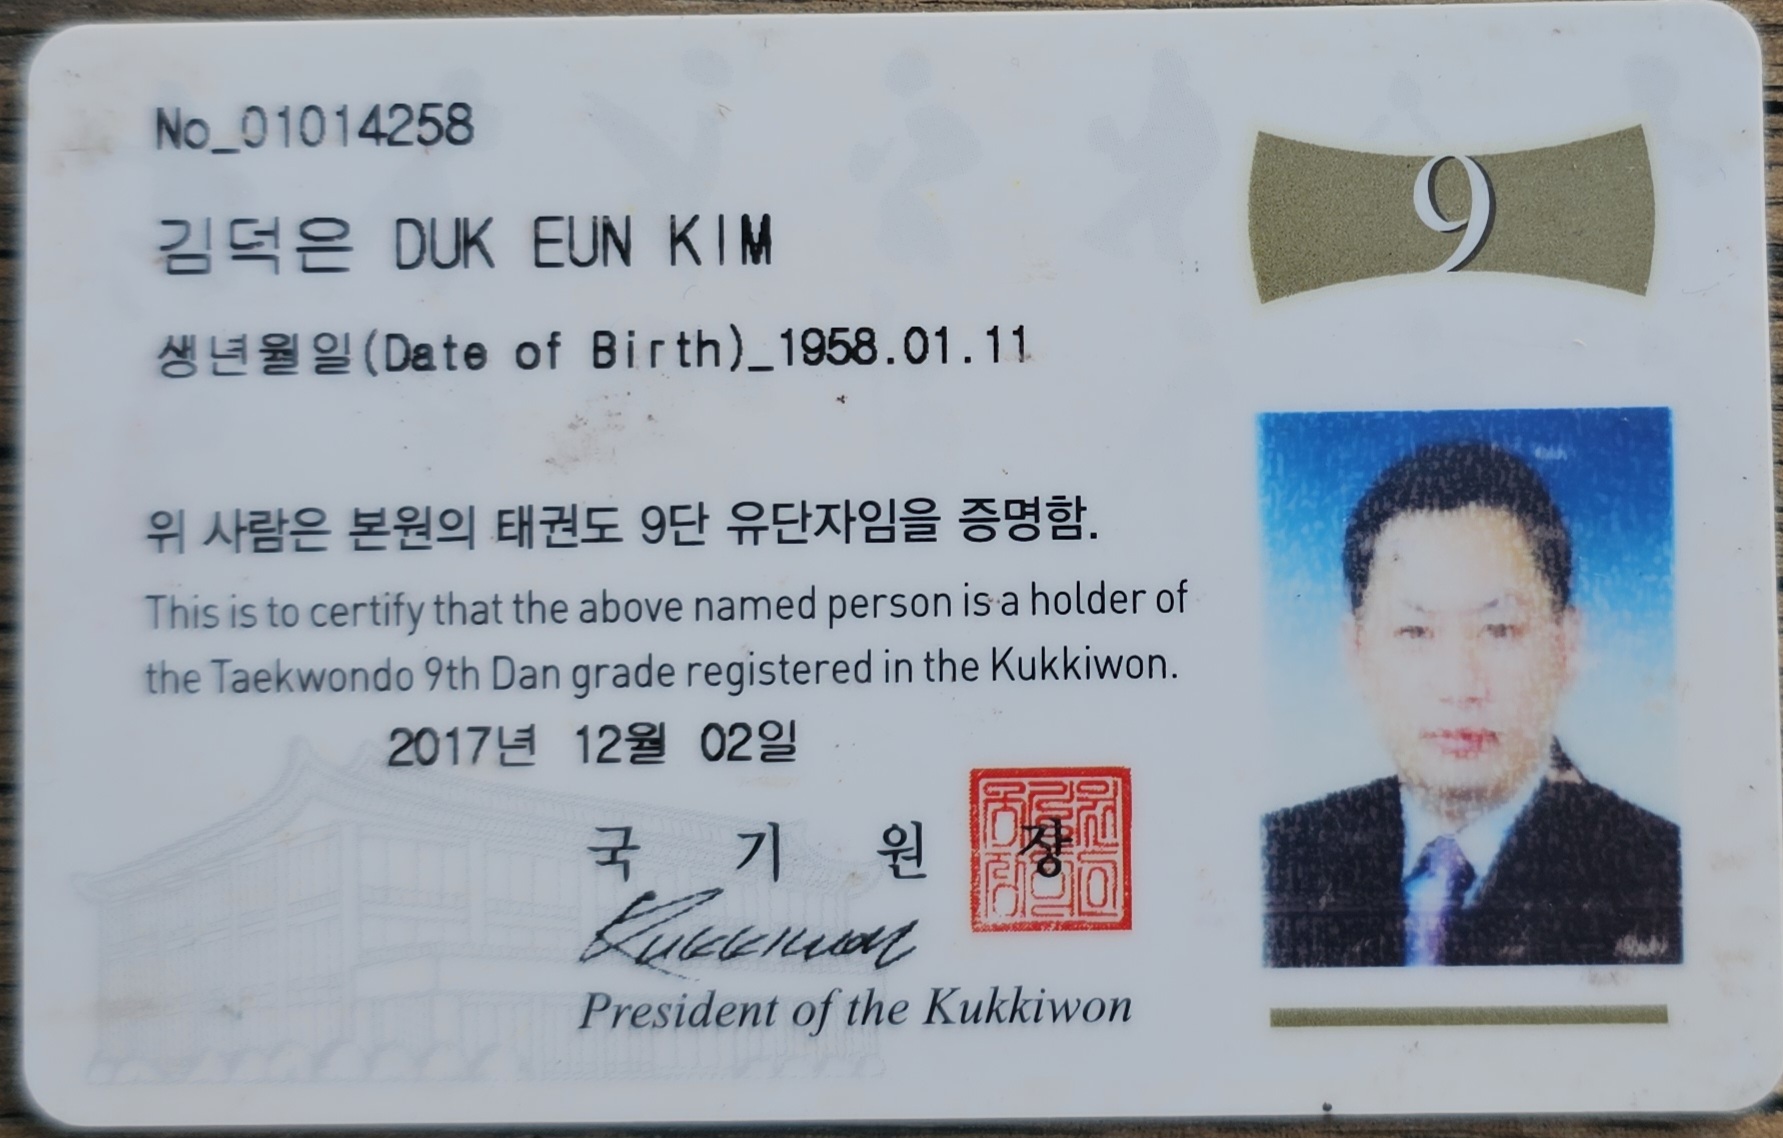 No_01014258
9
김덕은 DUK EUN KIM
생년월일(Date of Birth)_1958.01.11
위 사람은 본원의 태권도 9단 유단자임을 증명함.
This is to certify that the above named person is a holder of
the Taekwondo 9th Dan grade registered in the Kukkiwon.
2017년 12월 02일
국 기 원 장
Kukkiwon
President of the Kukkiwon